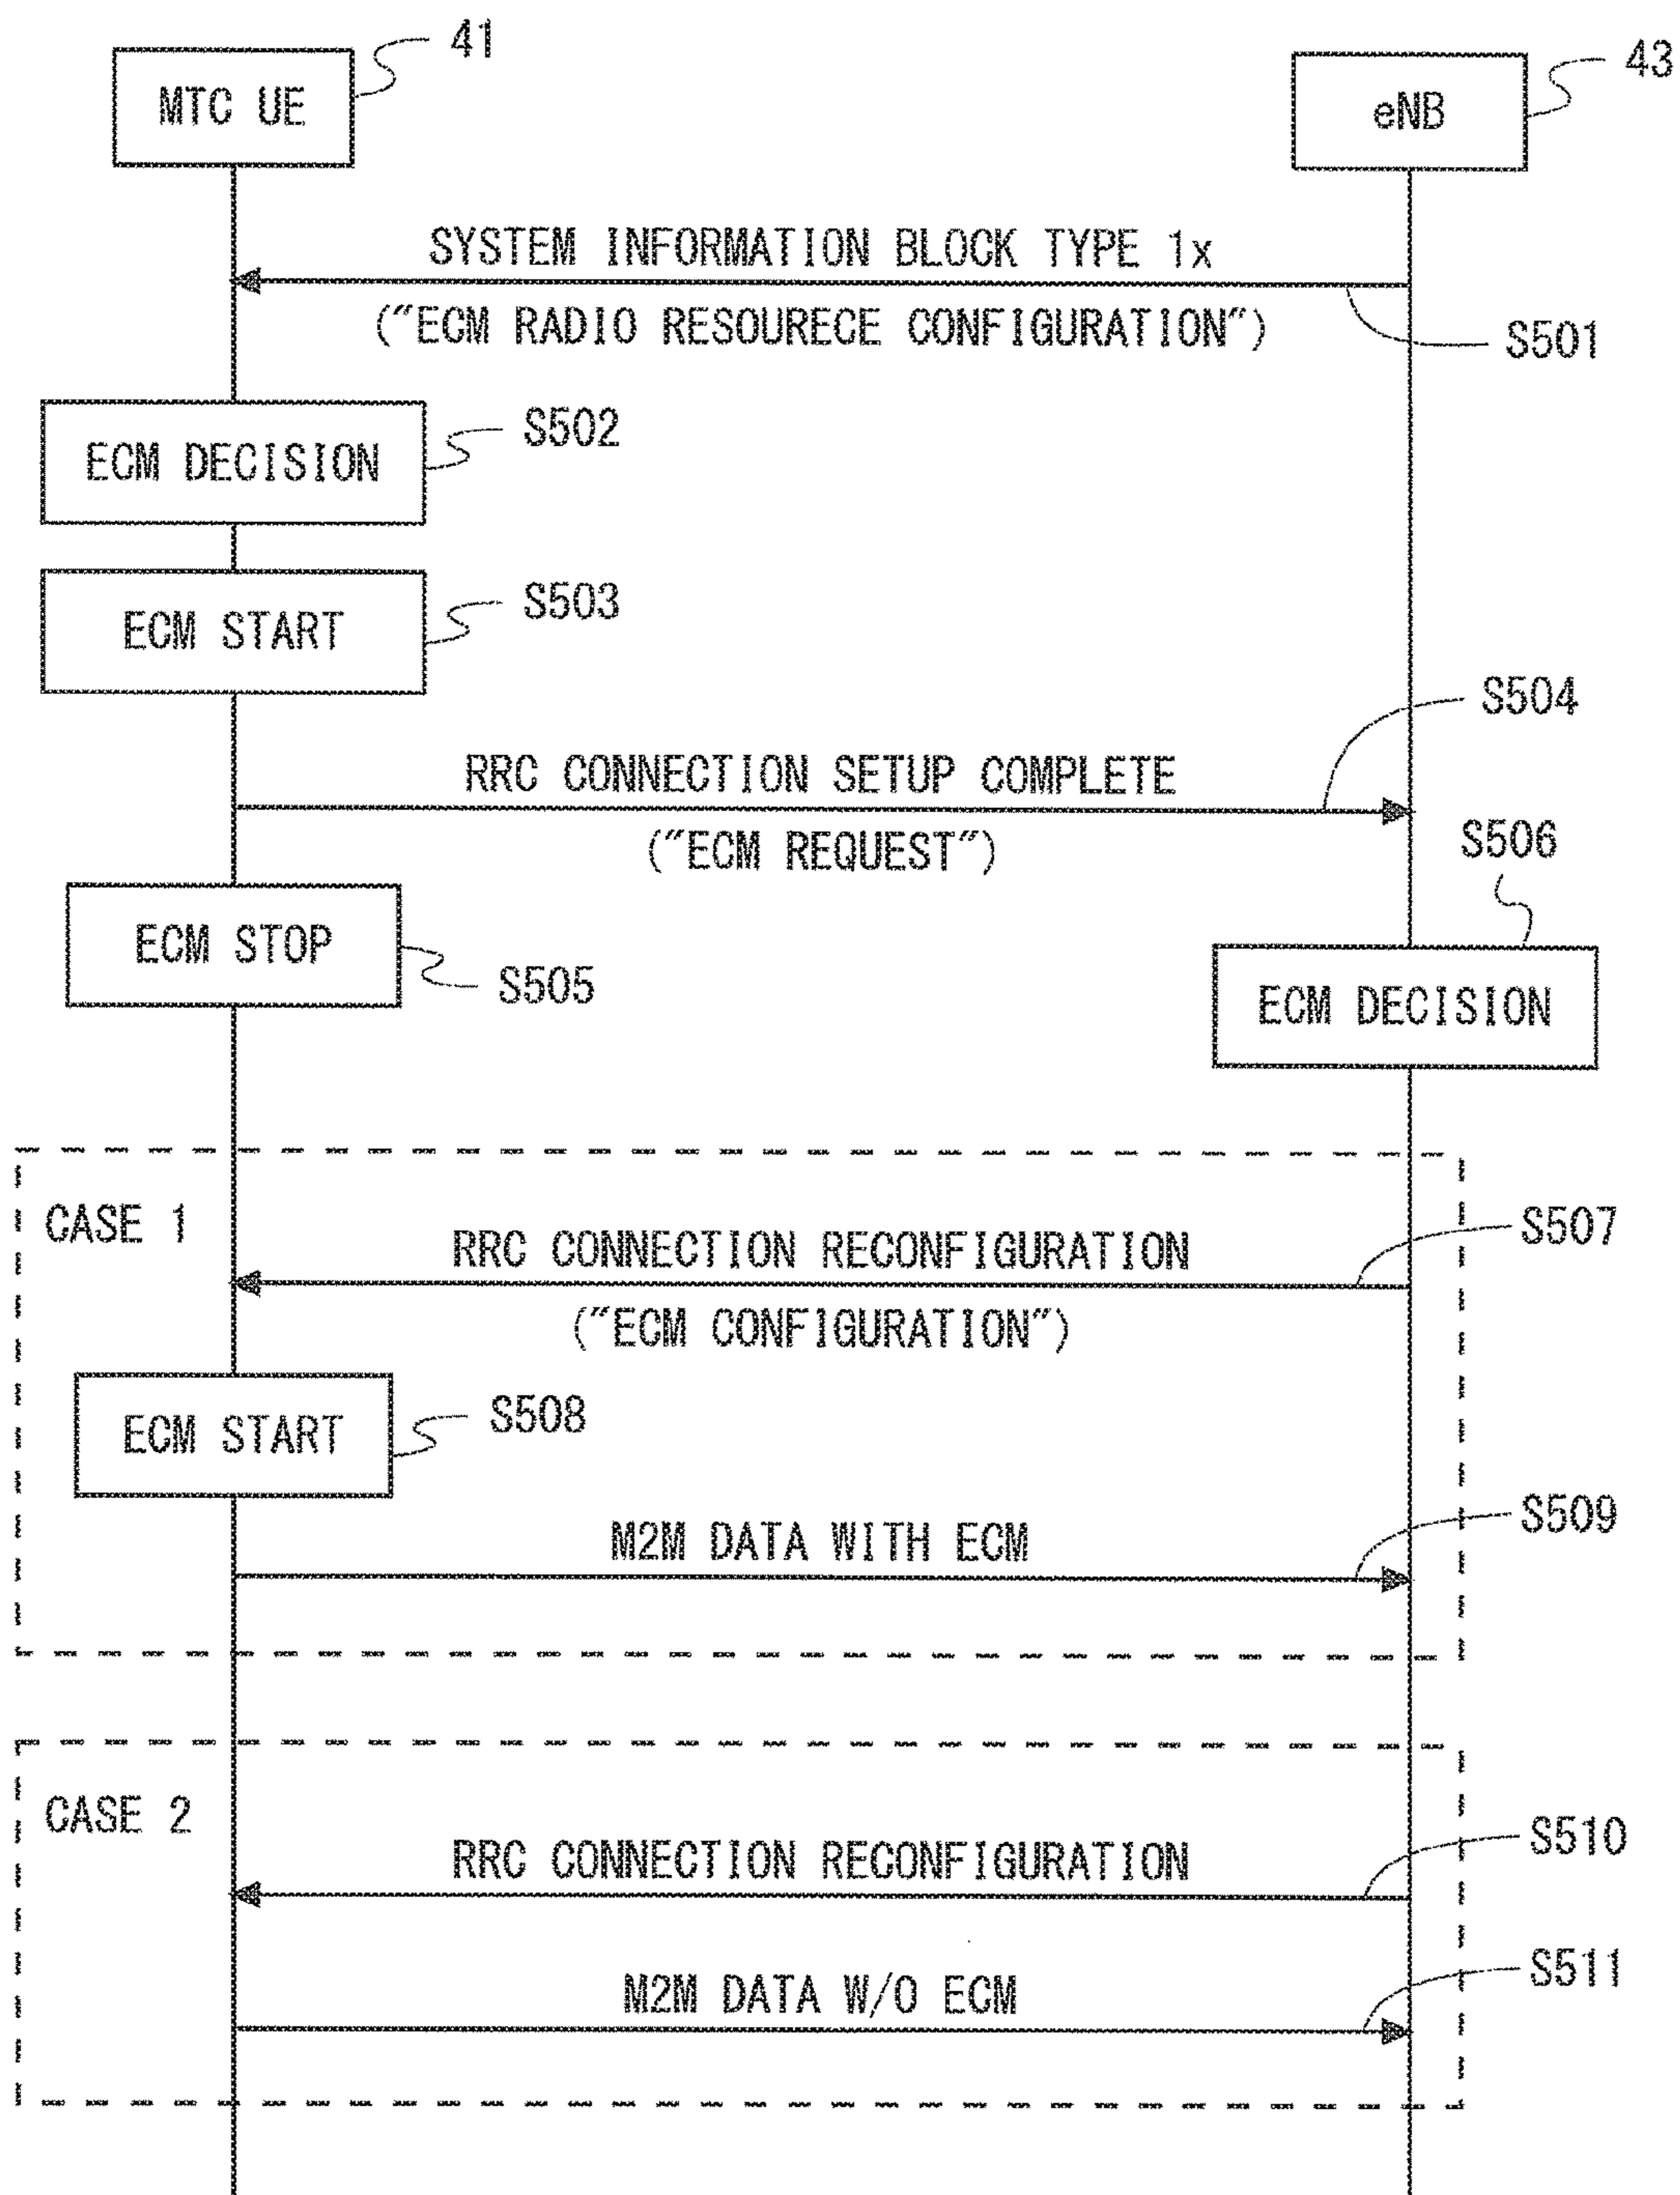 41
43
MTC UE
eNB
SYSTEM INFORMATION BLOCK TYPE 1x
("ECM RADIO RESOURECE CONFIGURATION")
S501
ECM DECISION
S502
ECM START
S503
S504
RRC CONNECTION SETUP COMPLETE
("ECM REQUEST")
S506
ECM STOP
S505
ECM DECISION
CASE 1
S507
RRC CONNECTION RECONFIGURATION
("ECM CONFIGURATION")
ECM START
S508
S509
M2M DATA WITH ECM
CASE 2
S510
RRC CONNECTION RECONFIGURATION
S511
M2M DATA W/O ECM